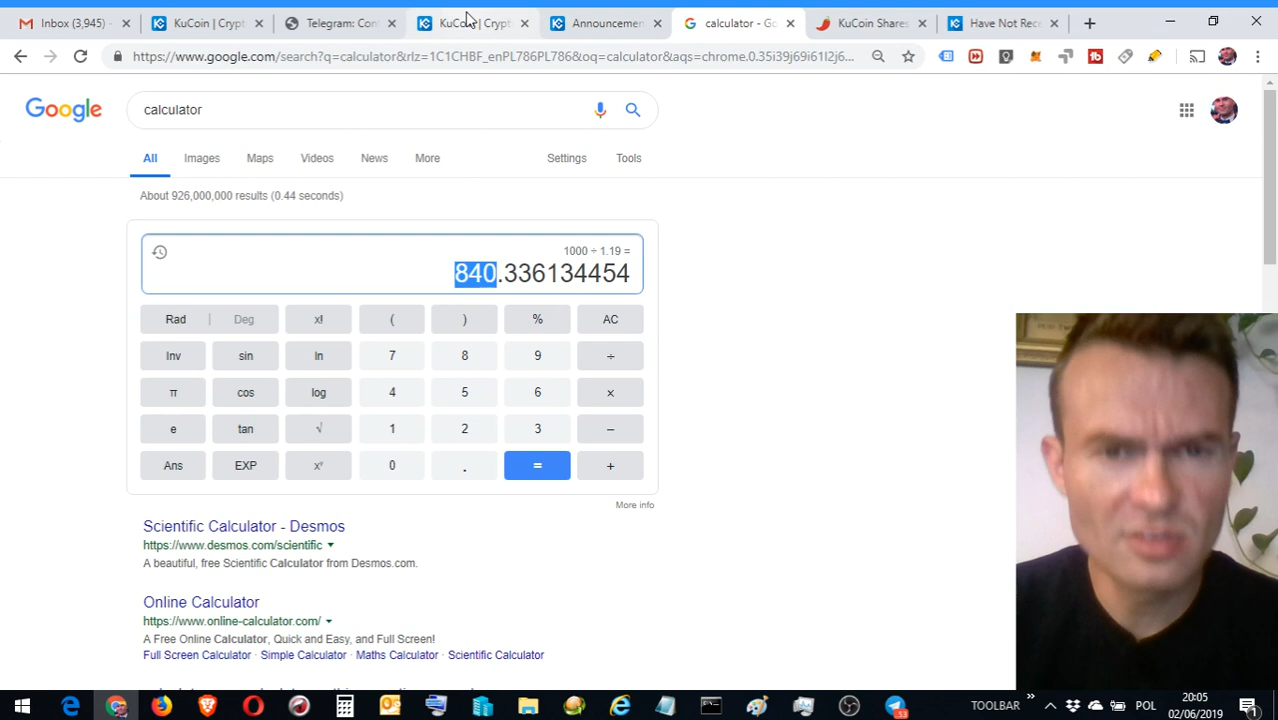 Inbox (3,945)
KuCoin | Crypt
Telegram: Con
KuCoin | Crypt
Announcemen
calculator - Go
KuCoin Shares
Have Not Rece
https://www.google.com/search?q=calculator&rlz=1C1CHBF_enPL786PL786&oq=calculator&aqs=chrome.0.35i39j69i61l2j6...
Google
calculator
All
Images
Maps
Videos
News
More
Settings
Tools
About 926,000,000 results (0.44 seconds)
1000 ÷ 1.19 =
840.336134454
Rad | Deg x! ( ) % AC
Inv sin ln 7 8 9 ÷
π cos log 4 5 6 ×
e tan √ 1 2 3 −
Ans EXP xʸ 0 . = +
More info
Scientific Calculator - Desmos
https://www.desmos.com/scientific
A beautiful, free Scientific Calculator from Desmos.com.
Online Calculator
https://www.online-calculator.com/
A Free Online Calculator, Quick and Easy, and Full Screen!
Full Screen Calculator · Simple Calculator · Maths Calculator · Scientific Calculator
53
TOOLBAR
»
POL
20:05
02/06/2019
1